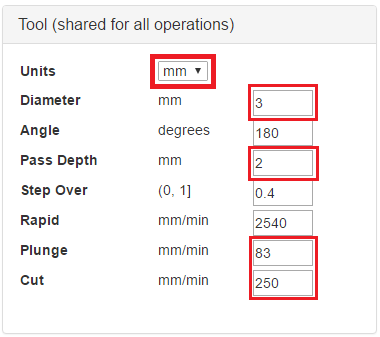 Tool (shared for all operations)
Units mm
Diameter mm 3
Angle degrees 180
Pass Depth mm 2
Step Over (0, 1] 0.4
Rapid mm/min 2540
Plunge mm/min 83
Cut mm/min 250